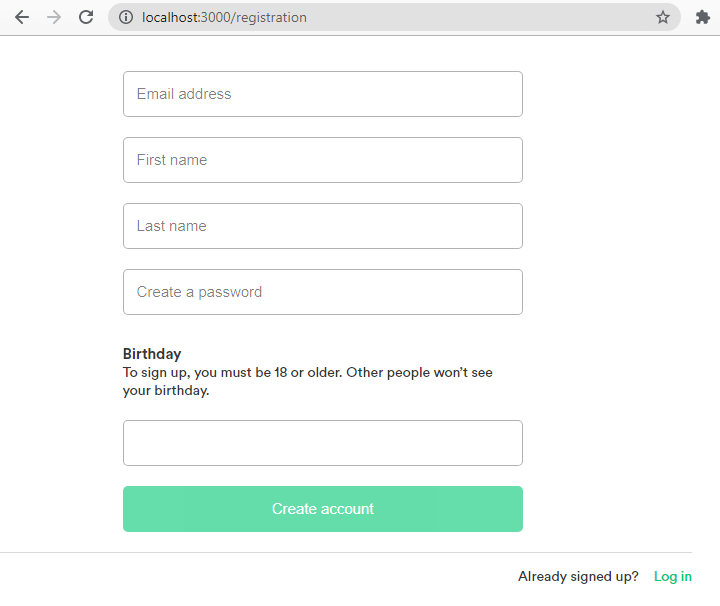 localhost:3000/registration
Email address
First name
Last name
Create a password
Birthday
To sign up, you must be 18 or older. Other people won’t see
your birthday.
Create account
Already signed up? Log in